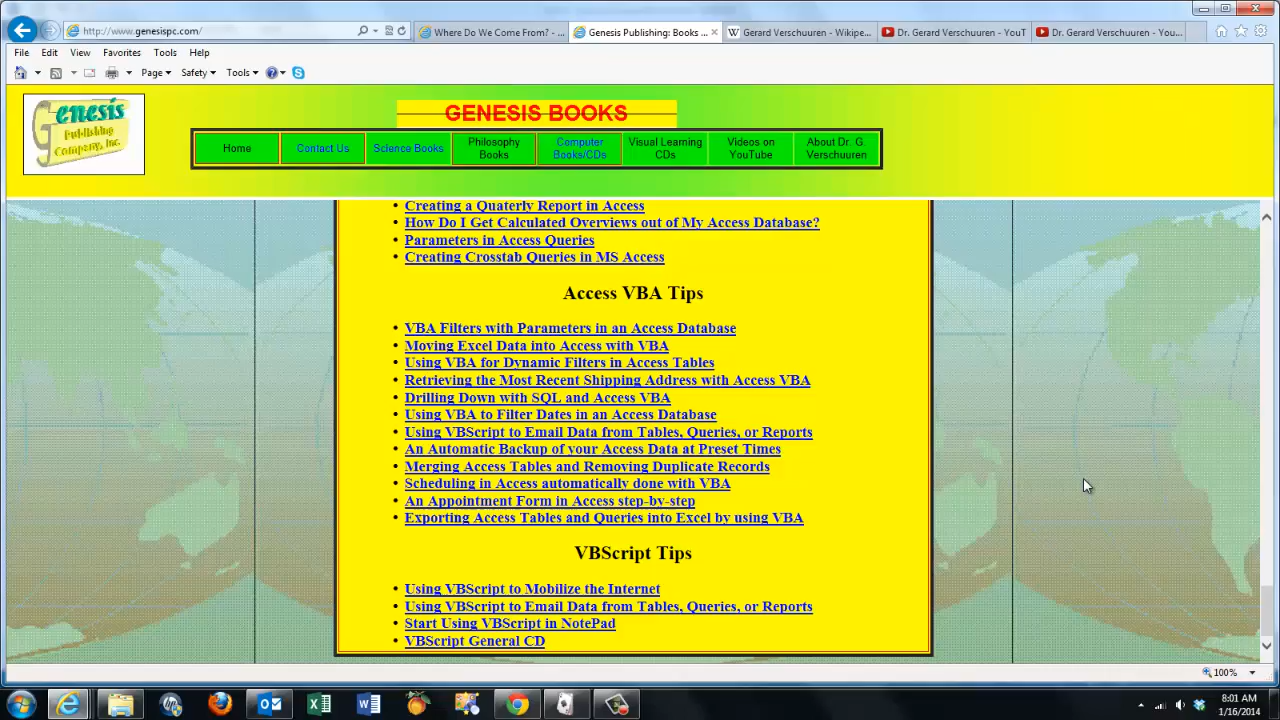 http://www.genesispc.com/
Where Do We Come From? - ...
Genesis Publishing: Books ...
Gerard Verschuuren - Wikipe...
Dr. Gerard Verschuuren - YouT
Dr. Gerard Verschuuren - You...
File Edit View Favorites Tools Help
Page Safety Tools
Genesis
Publishing
Company, Inc.
GENESIS BOOKS
Home
Contact Us
Science Books
Philosophy Books
Computer Books/CDs
Visual Learning CDs
Videos on YouTube
About Dr. G. Verschuuren
• Creating a Quaterly Report in Access
• How Do I Get Calculated Overviews out of My Access Database?
• Parameters in Access Queries
• Creating Crosstab Queries in MS Access
Access VBA Tips
• VBA Filters with Parameters in an Access Database
• Moving Excel Data into Access with VBA
• Using VBA for Dynamic Filters in Access Tables
• Retrieving the Most Recent Shipping Address with Access VBA
• Drilling Down with SQL and Access VBA
• Using VBA to Filter Dates in an Access Database
• Using VBScript to Email Data from Tables, Queries, or Reports
• An Automatic Backup of your Access Data at Preset Times
• Merging Access Tables and Removing Duplicate Records
• Scheduling in Access automatically done with VBA
• An Appointment Form in Access step-by-step
• Exporting Access Tables and Queries into Excel by using VBA
VBScript Tips
• Using VBScript to Mobilize the Internet
• Using VBScript to Email Data from Tables, Queries, or Reports
• Start Using VBScript in NotePad
• VBScript General CD
100%
8:01 AM
1/16/2014